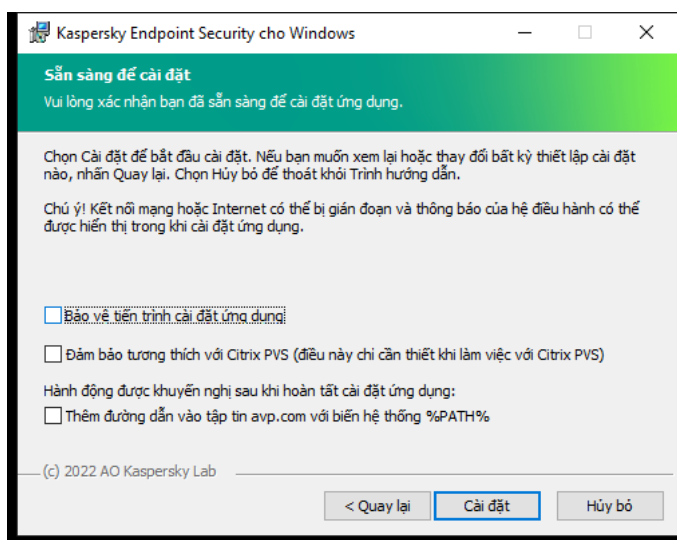 Kaspersky Endpoint Security cho Windows
Sẵn sàng để cài đặt
Vui lòng xác nhận bạn đã sẵn sàng để cài đặt ứng dụng.
Chọn Cài đặt để bắt đầu cài đặt. Nếu bạn muốn xem lại hoặc thay đổi bất kỳ thiết lập cài đặt
nào, nhấn Quay lại. Chọn Hủy bỏ để thoát khỏi Trình hướng dẫn.
Chú ý! Kết nối mạng hoặc Internet có thể bị gián đoạn và thông báo của hệ điều hành có thể
được hiển thị trong khi cài đặt ứng dụng.
Bảo vệ tiến trình cài đặt ứng dụng
Đảm bảo tương thích với Citrix PVS (điều này chỉ cần thiết khi làm việc với Citrix PVS)
Hành động được khuyến nghị sau khi hoàn tất cài đặt ứng dụng:
Thêm đường dẫn vào tập tin avp.com với biến hệ thống %PATH%
(c) 2022 AO Kaspersky Lab
< Quay lại
Cài đặt
Hủy bỏ